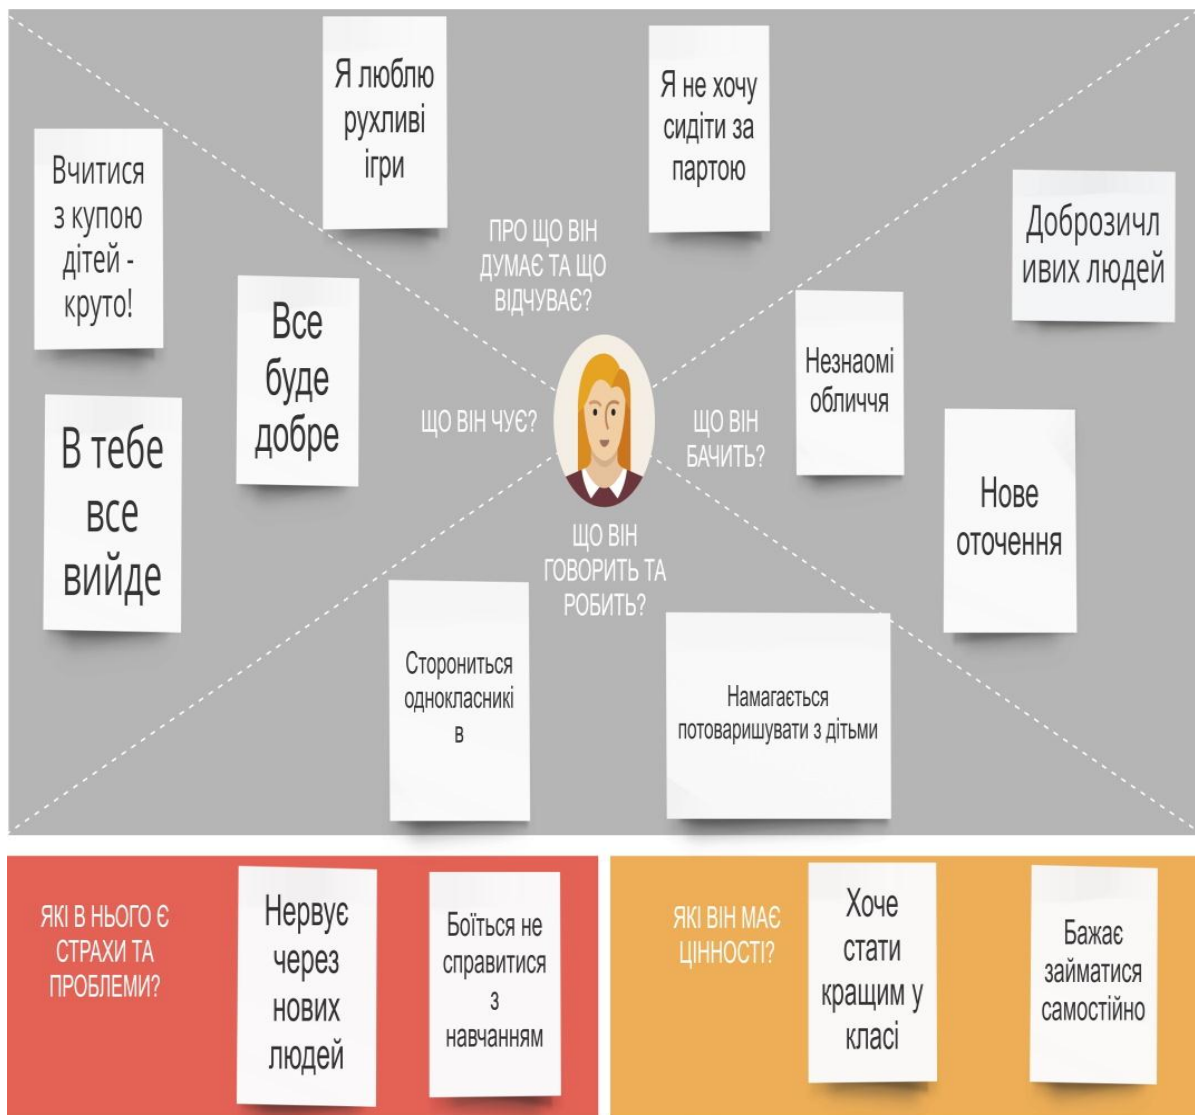 Я люблю
рухливі
ігри
Я не хочу
сидіти за
партою
Вчитися
з купою
дітей -
круто!
Доброзичл
ивих людей
ПРО ЩО ВІН
ДУМАЄ ТА ЩО
ВІДЧУВАЄ?
Все
буде
добре
Незнаомі
обличчя
ЩО ВІН ЧУЄ?
ЩО ВІН
БАЧИТЬ?
В тебе
все
вийде
Нове
оточення
ЩО ВІН
ГОВОРИТЬ ТА
РОБИТЬ?
Сторониться
однокласникі
в
Намагається
потоваришувати з дітьми
ЯКІ В НЬОГО Є
СТРАХИ ТА
ПРОБЛЕМИ?
Нервує
через
нових
людей
Боїться не
справитися
з
навчанням
ЯКІ ВІН МАЄ
ЦІННОСТІ?
Хоче
стати
кращим у
класі
Бажає
займатися
самостійно